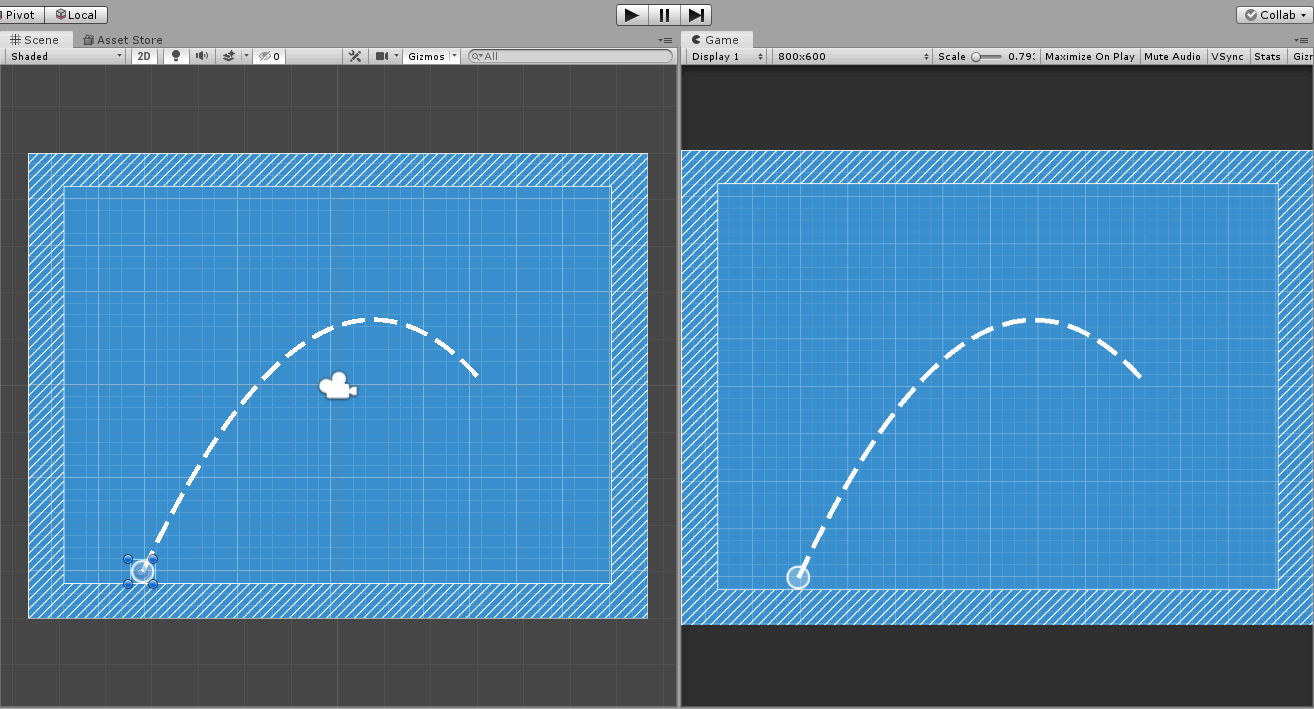 Pivot Local Collab
Scene Asset Store Game
Shaded 2D 0 Gizmos All Display 1 800x600 Scale 0.79 Maximize On Play Mute Audio VSync Stats